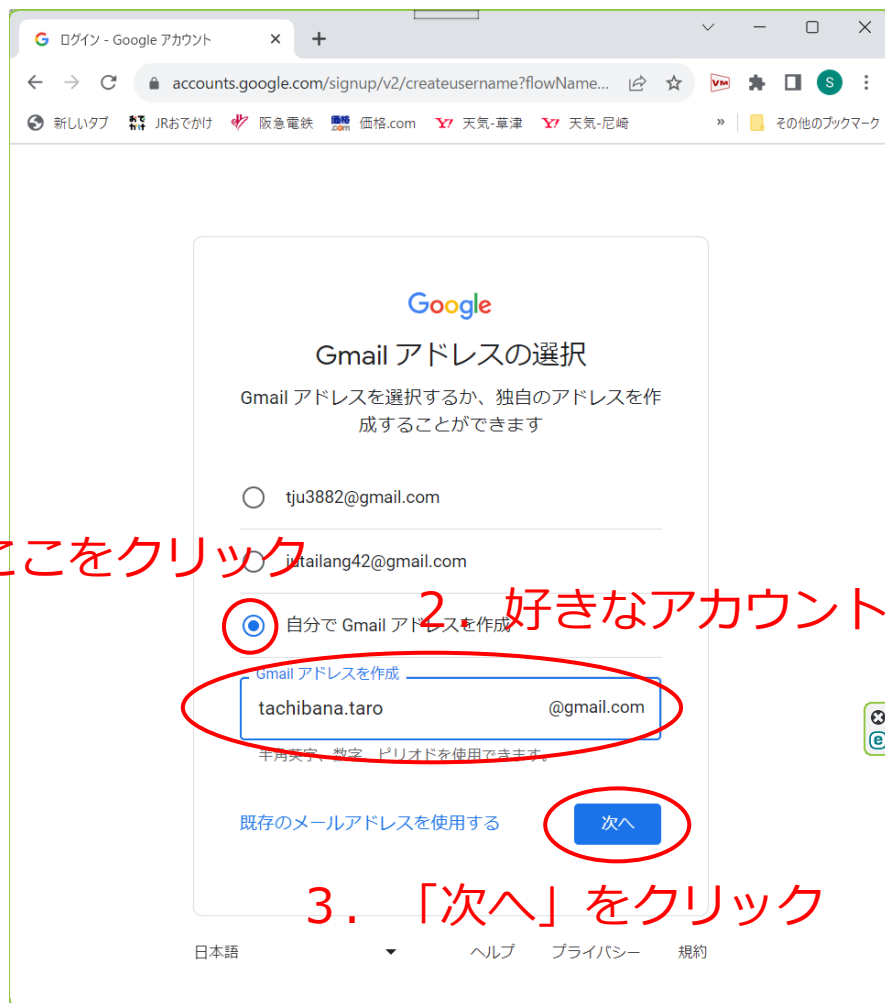 ログイン - Google アカウント
accounts.google.com/signup/v2/createusername?flowName...
S
新しいタブ JRおでかけ 阪急電鉄 価格.com 天気-草津 天気-尼崎 » その他のブックマーク
Google
Gmail アドレスの選択
Gmail アドレスを選択するか、独自のアドレスを作
成することができます
tju3882@gmail.com
ここをクリック
jutailang42@gmail.com
2．好きなアカウント
自分で Gmail アドレスを作成
Gmail アドレスを作成
tachibana.taro @gmail.com
半角英字、数字、ピリオドを使用できます。
既存のメールアドレスを使用する 次へ
3．「次へ」をクリック
日本語 ヘルプ プライバシー 規約